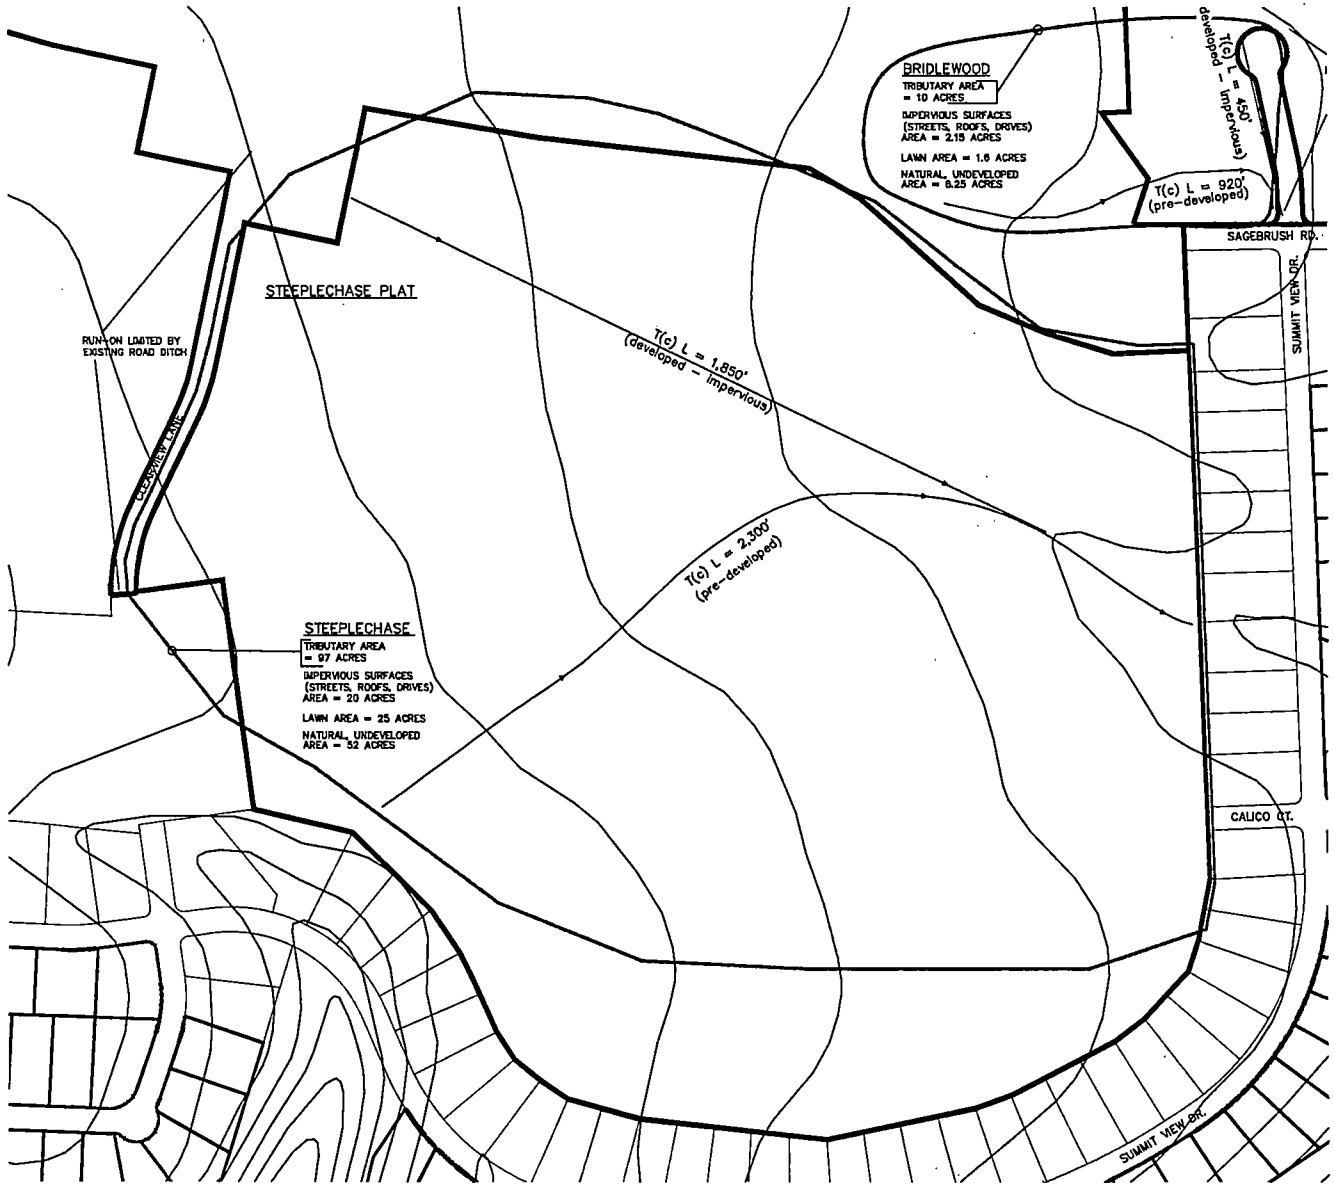 BRIDLEWOOD
TRIBUTARY AREA
= 10 ACRES
IMPERVIOUS SURFACES
(STREETS, ROOFS, DRIVES)
AREA = 2.15 ACRES
LAWN AREA = 1.6 ACRES
NATURAL, UNDEVELOPED
AREA = 6.25 ACRES
T(c) L = 450'
developed - impervious)
T(c) L = 920'
(pre-developed)
SAGEBRUSH RD.
SUMMIT VIEW DR.
STEEPLECHASE PLAT
RUN-ON LIMITED BY
EXISTING ROAD DITCH
T(c) L = 1,850'
(developed - impervious)
CLEARVIEW LANE
T(c) L = 2,300'
(pre-developed)
STEEPLECHASE
TRIBUTARY AREA
= 97 ACRES
IMPERVIOUS SURFACES
(STREETS, ROOFS, DRIVES)
AREA = 20 ACRES
LAWN AREA = 25 ACRES
NATURAL, UNDEVELOPED
AREA = 52 ACRES
CALICO CT.
SUMMIT VIEW DR.